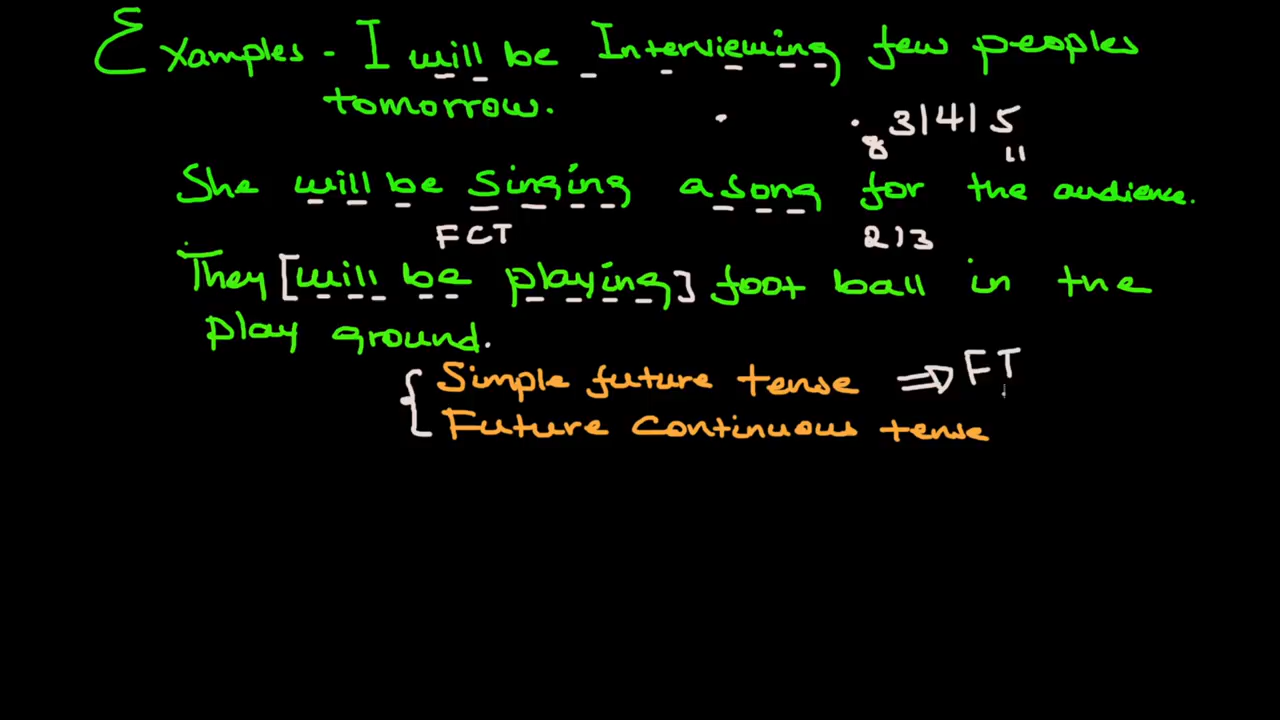 Examples - I will be Interviewing few peoples
tomorrow.
3/4/5
8 11
She will be Singing a song for the audience.
FCT 2/3
They [will be playing] foot ball in the
play ground.
Simple future tense ⇒ FT
Future continuous tense